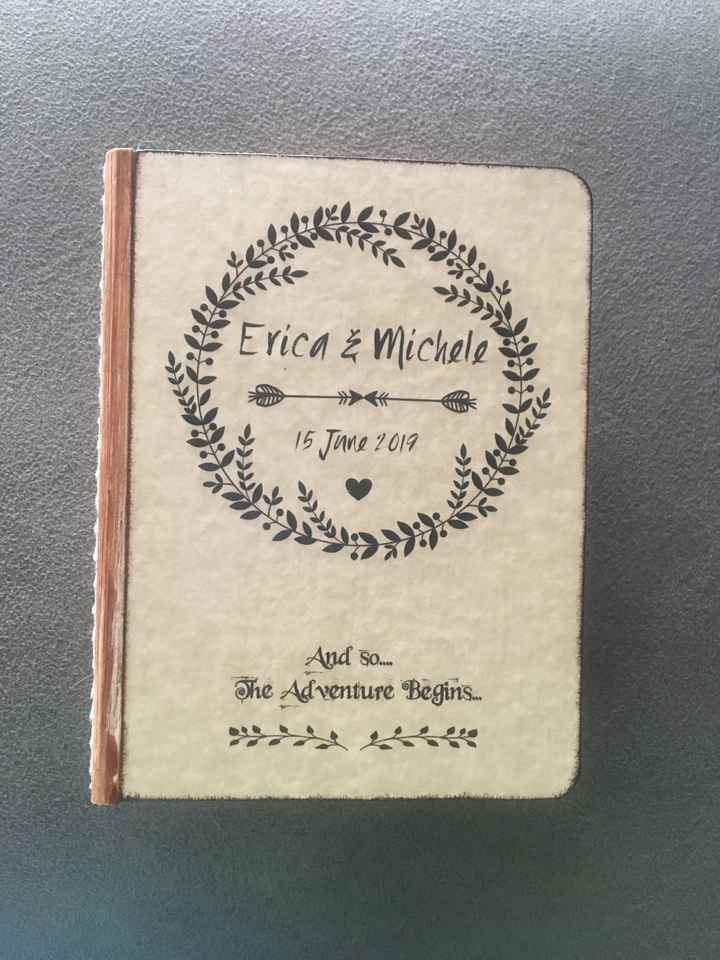 Erica & Michele
15 June 2019
And so....
The Adventure Begins...